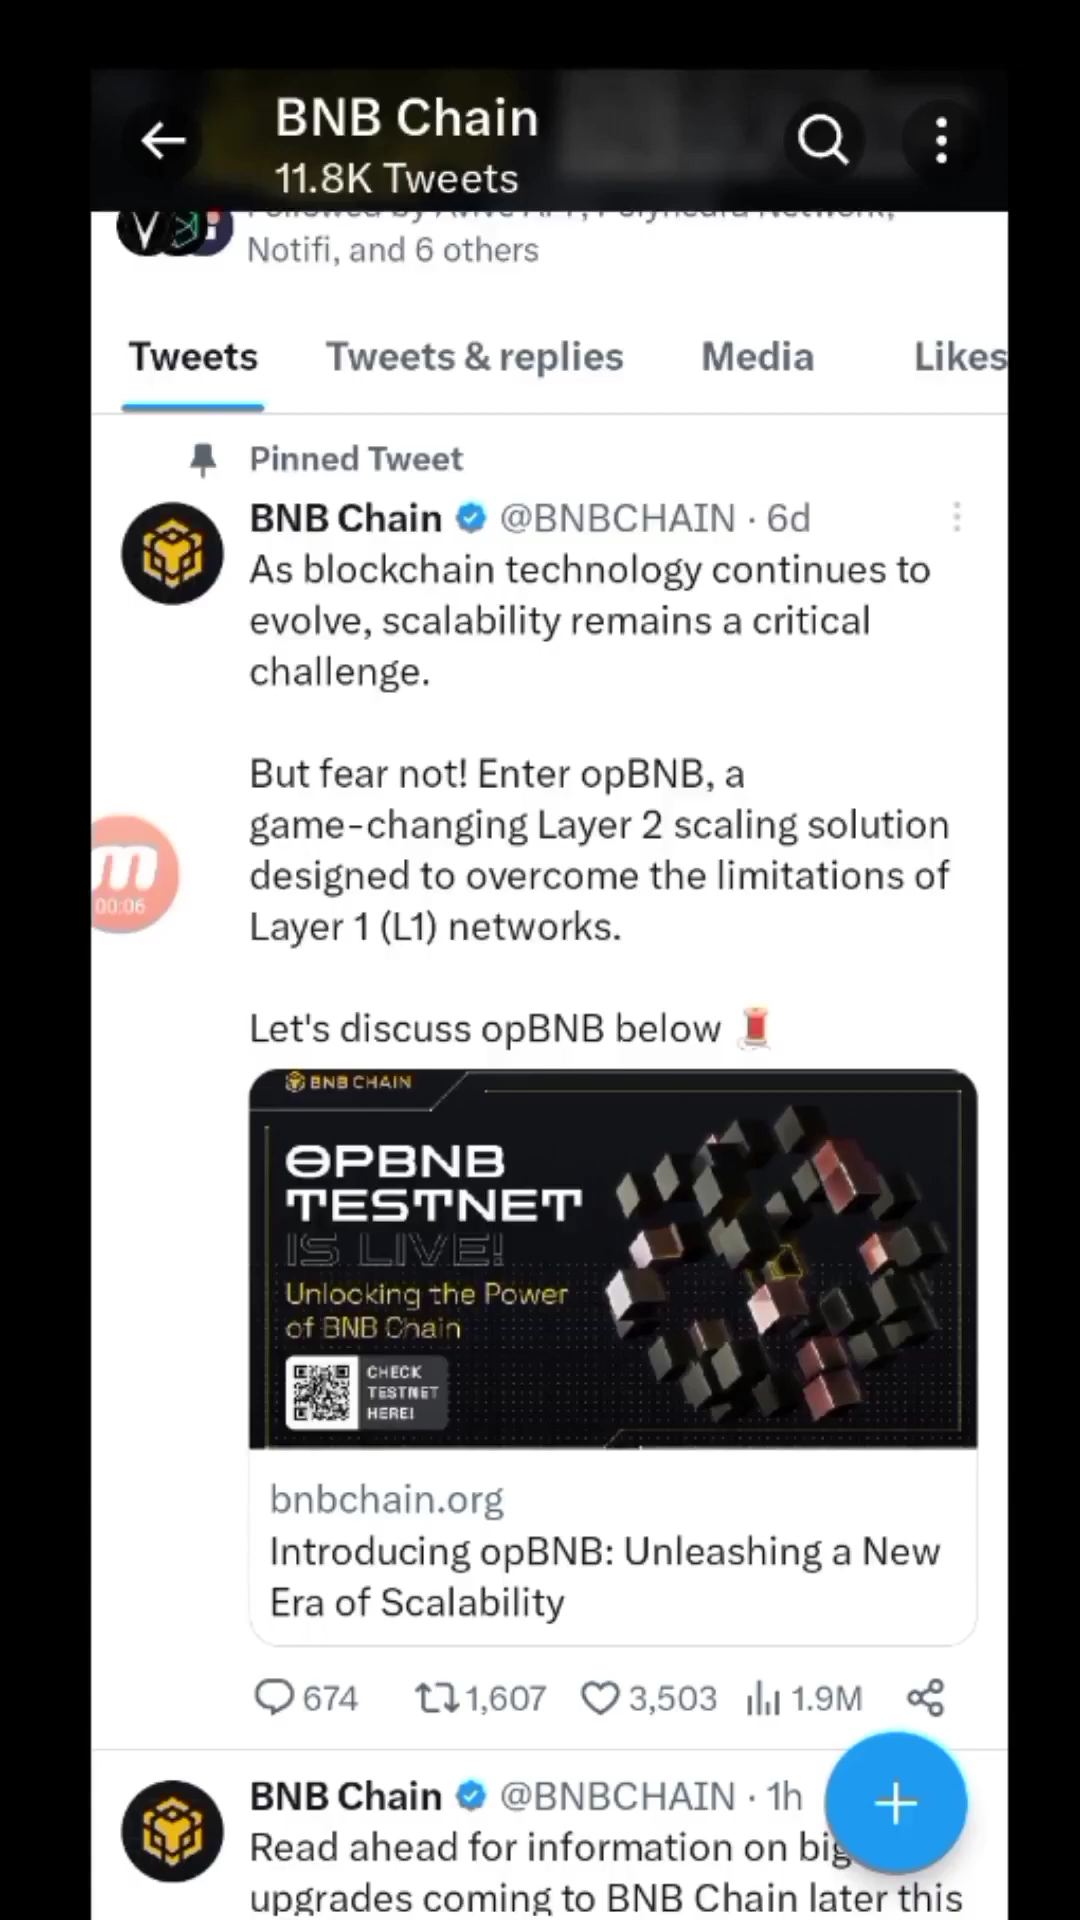 BNB Chain
11.8K Tweets
Notifi, and 6 others
Tweets Tweets & replies Media Likes
Pinned Tweet
BNB Chain @BNBCHAIN · 6d
As blockchain technology continues to
evolve, scalability remains a critical
challenge.
But fear not! Enter opBNB, a
game-changing Layer 2 scaling solution
designed to overcome the limitations of
Layer 1 (L1) networks.
00:06
Let's discuss opBNB below
BNB CHAIN
OPBNB
TESTNET
IS LIVE!
Unlocking the Power
of BNB Chain
CHECK
TESTNET
HERE!
bnbchain.org
Introducing opBNB: Unleashing a New
Era of Scalability
674 1,607 3,503 1.9M
BNB Chain @BNBCHAIN · 1h
Read ahead for information on big
upgrades coming to BNB Chain later this